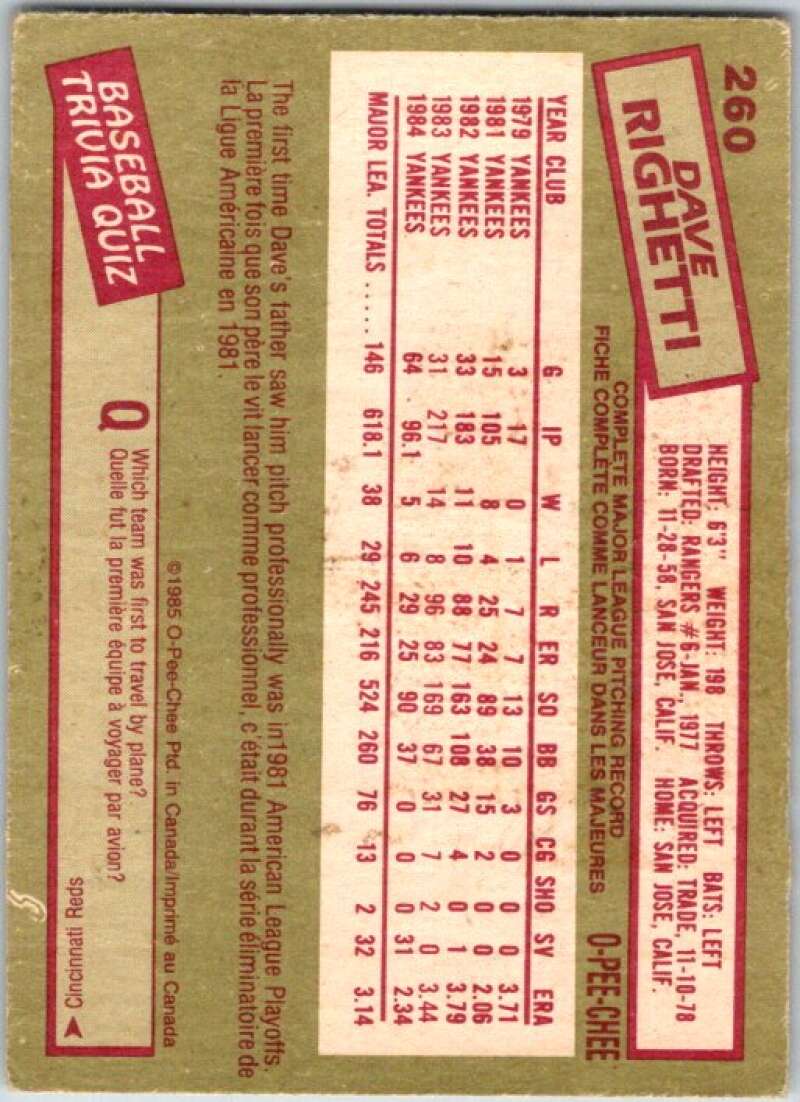 260
DAVE
RIGHETTI
HEIGHT: 6'3" WEIGHT: 198 THROWS: LEFT BATS: LEFT
DRAFTED: RANGERS #6-JAN., 1977 ACQUIRED: TRADE, 11-10-78
BORN: 11-28-58, SAN JOSE, CALIF. HOME: SAN JOSE, CALIF.
COMPLETE MAJOR LEAGUE PITCHING RECORD
FICHE COMPLÈTE COMME LANCEUR DANS LES MAJEURES
O-PEE-CHEE
YEAR CLUB G IP W L R ER SO BB GS CG SHO SV ERA
1979 YANKEES 3 17 0 1 7 7 13 10 3 0 0 0 3.71
1981 YANKEES 15 105 8 4 25 24 89 38 15 2 0 0 2.06
1982 YANKEES 33 183 11 10 88 77 163 108 27 4 0 1 3.79
1983 YANKEES 31 217 14 8 96 83 169 67 31 7 2 0 3.44
1984 YANKEES 64 96.1 5 6 29 25 90 37 0 0 0 31 2.34
MAJOR LEA. TOTALS ..... 146 618.1 38 29 245 216 524 260 76 13 2 32 3.14
The first time Dave's father saw him pitch professionally was in1981 American League Playoffs.
La première fois que son père le vit lancer comme professionnel, c'était durant la série éliminatoire de
la Ligue Américaine en 1981.
©1985 O-Pee-Chee Ptd. in Canada/Imprimé au Canada
BASEBALL
TRIVIA QUIZ
Q Which team was first to travel by plane?
Quelle fut la première équipe à voyager par avion?
Cincinnati Reds